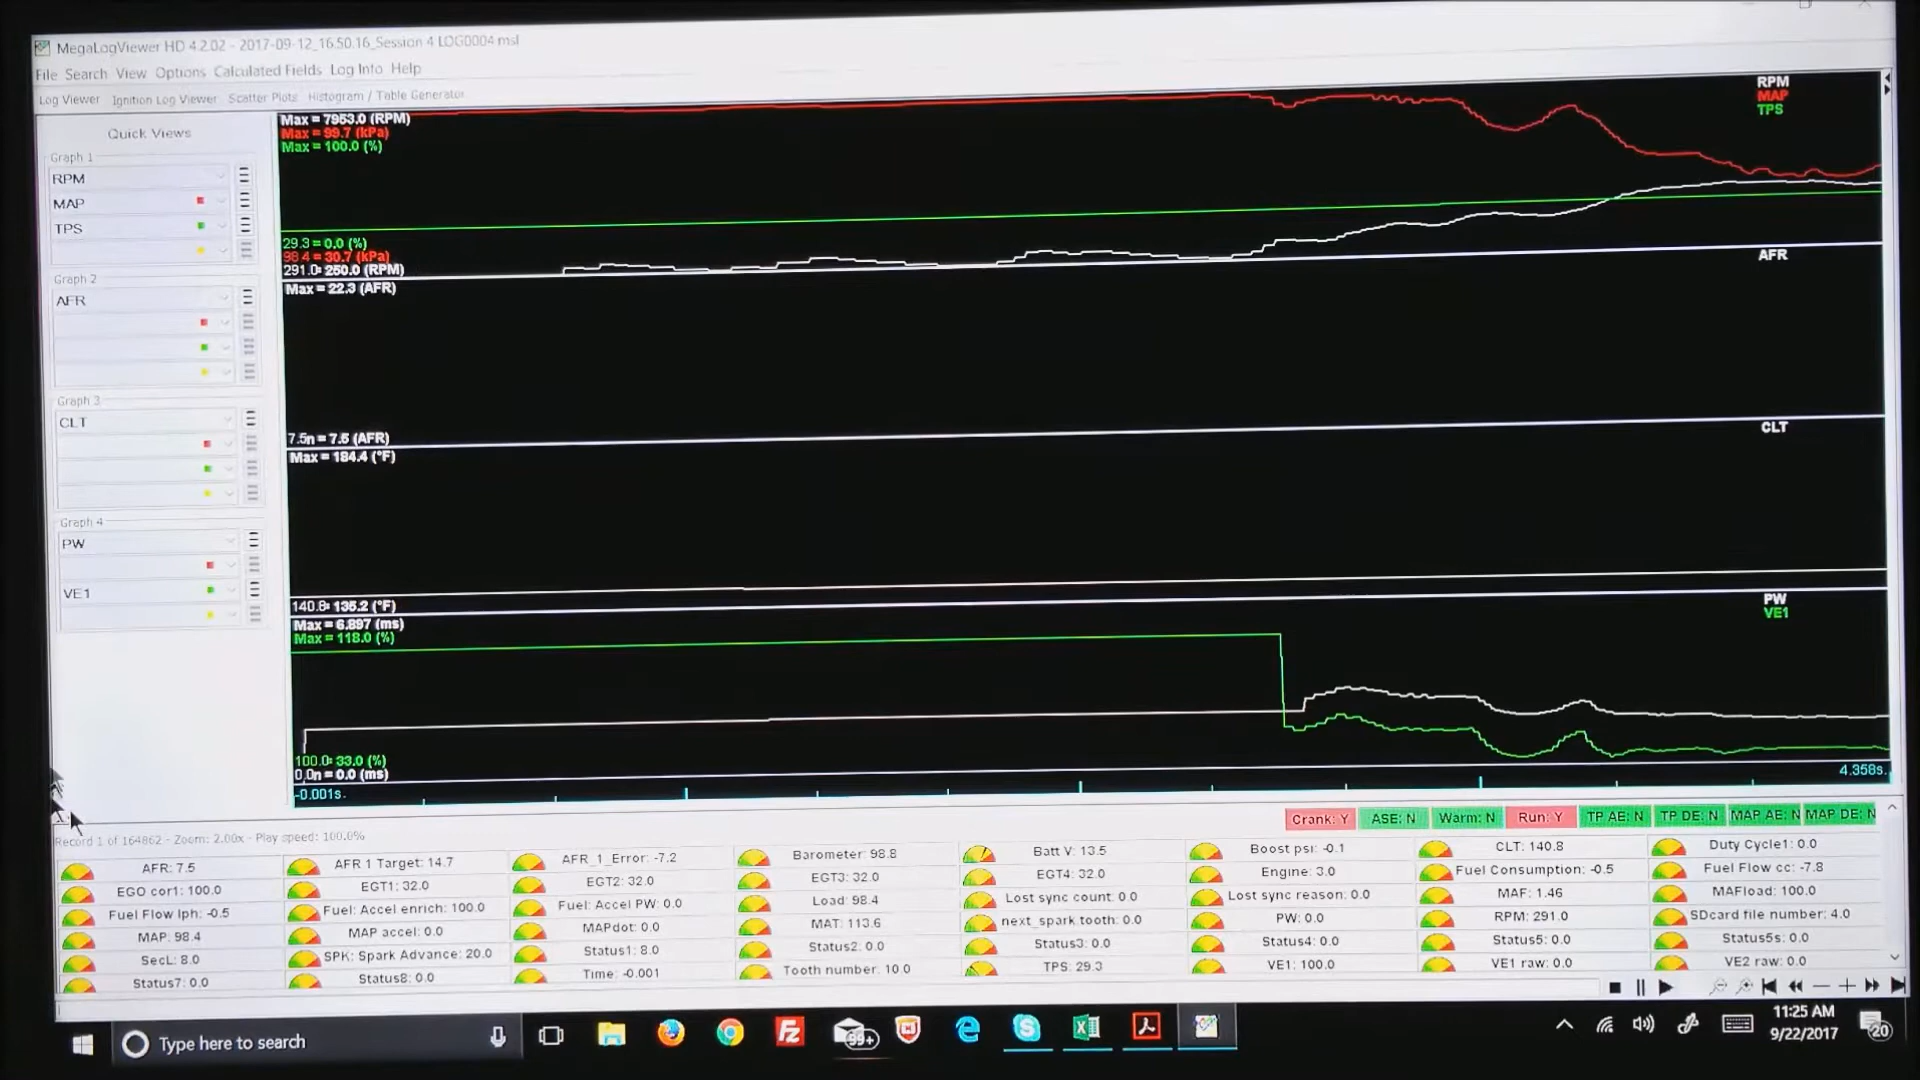 MegaLogViewer HD 4.2.02 - 2017-09-12_16.50.16_Session 4 LOG0004.msl
File Search View Options Calculated Fields Log Info Help
Log Viewer Ignition Log Viewer Scatter Plots Histogram / Table Generator
Quick Views
Graph 1
RPM
MAP
TPS
Graph 2
AFR
Graph 3
CLT
Graph 4
PW
VE1
Max = 7953.0 (RPM)
Max = 99.7 (kPa)
Max = 100.0 (%)
RPM
MAP
TPS
29.3 = 0.0 (%)
98.4 = 30.7 (kPa)
291.0= 250.0 (RPM)
Max = 22.3 (AFR)
AFR
7.5n = 7.5 (AFR)
Max = 184.4 (°F)
CLT
140.8= 135.2 (°F)
Max = 6.897 (ms)
Max = 118.0 (%)
PW
VE1
100.0= 33.0 (%)
0.0n = 0.0 (ms)
-0.001s.
4.358s.
Crank: Y ASE: N Warm: N Run: Y TP AE: N TP DE: N MAP AE: N MAP DE: N
Record 1 of 164862 - Zoom: 2.00x - Play speed: 100.0%
AFR: 7.5 AFR 1 Target: 14.7 AFR_1_Error: -7.2 Barometer: 98.8 Batt V: 13.5 Boost psi: -0.1 CLT: 140.8 Duty Cycle1: 0.0
EGO cor1: 100.0 EGT1: 32.0 EGT2: 32.0 EGT3: 32.0 EGT4: 32.0 Engine: 3.0 Fuel Consumption: -0.5 Fuel Flow cc: -7.8
Fuel Flow lph: -0.5 Fuel: Accel enrich: 100.0 Fuel: Accel PW: 0.0 Load: 98.4 Lost sync count: 0.0 Lost sync reason: 0.0 MAF: 1.46 MAFload: 100.0
MAP: 98.4 MAP accel: 0.0 MAPdot: 0.0 MAT: 113.6 next_spark tooth: 0.0 PW: 0.0 RPM: 291.0 SDcard file number: 4.0
SecL: 8.0 SPK: Spark Advance: 20.0 Status1: 8.0 Status2: 0.0 Status3: 0.0 Status4: 0.0 Status5: 0.0 Status5s: 0.0
Status7: 0.0 Status8: 0.0 Time: -0.001 Tooth number: 10.0 TPS: 29.3 VE1: 100.0 VE1 raw: 0.0 VE2 raw: 0.0
Type here to search
Fz
99+
11:25 AM
9/22/2017
20